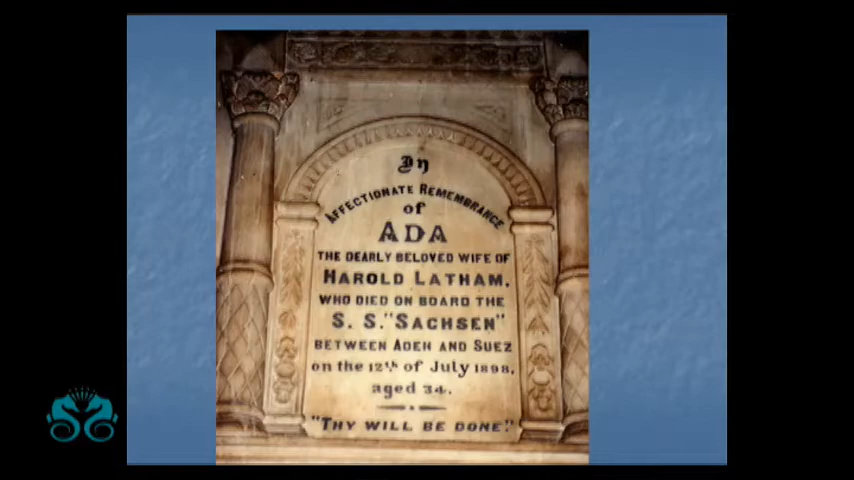 In
Affectionate Remembrance
of
ADA
THE DEARLY BELOVED WIFE OF
HAROLD LATHAM,
WHO DIED ON BOARD THE
S. S. "SACHSEN"
BETWEEN ADEN AND SUEZ
on the 12th of July 1898,
aged 34.
"THY WILL BE DONE."